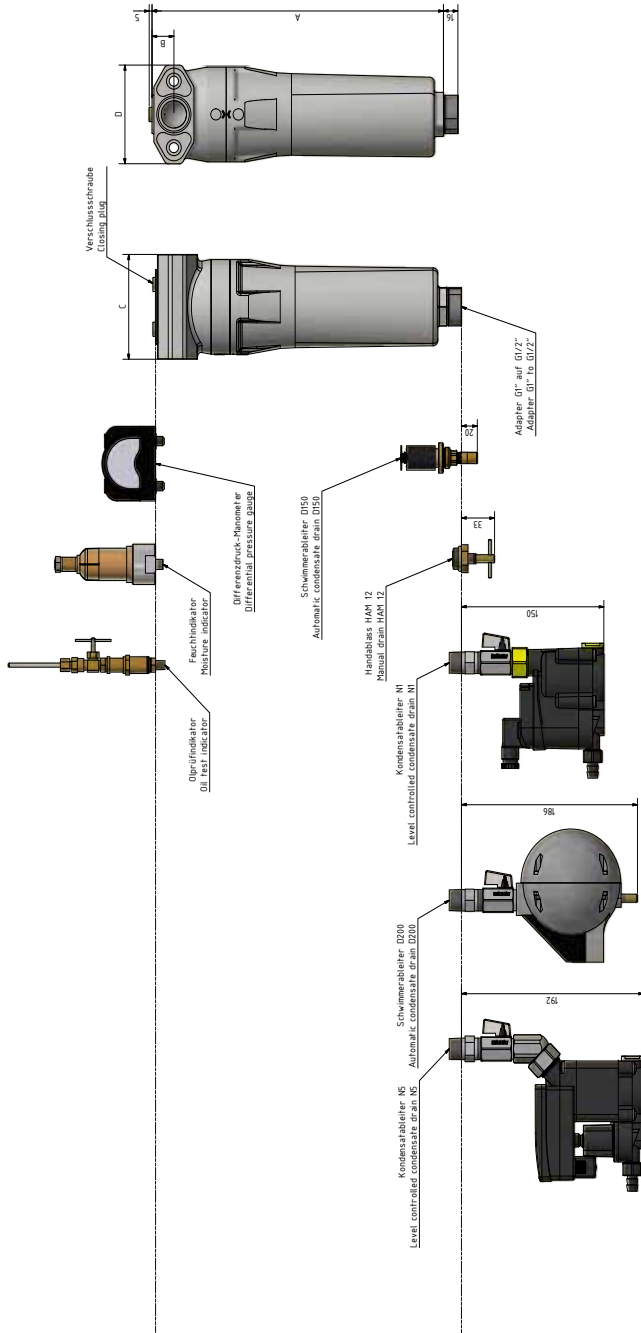 5
B
A
16
D
Verschlussschraube
Closing plug
C
Adapter G1" auf G1/2"
Adapter G1" to G1/2"
Differenzdruck-Manometer
Differential pressure gauge
Feuchtindikator
Moisture indicator
Ölprüfindikator
Oil test indicator
Schwimmerableiter D150
Automatic condensate drain D150
20
Handablass HAM 12
Manual drain HAM 12
33
Kondensatableiter N1
Level controlled condensate drain N1
150
Schwimmerableiter D200
Automatic condensate drain D200
186
Kondensatableiter N5
Level controlled condensate drain N5
192